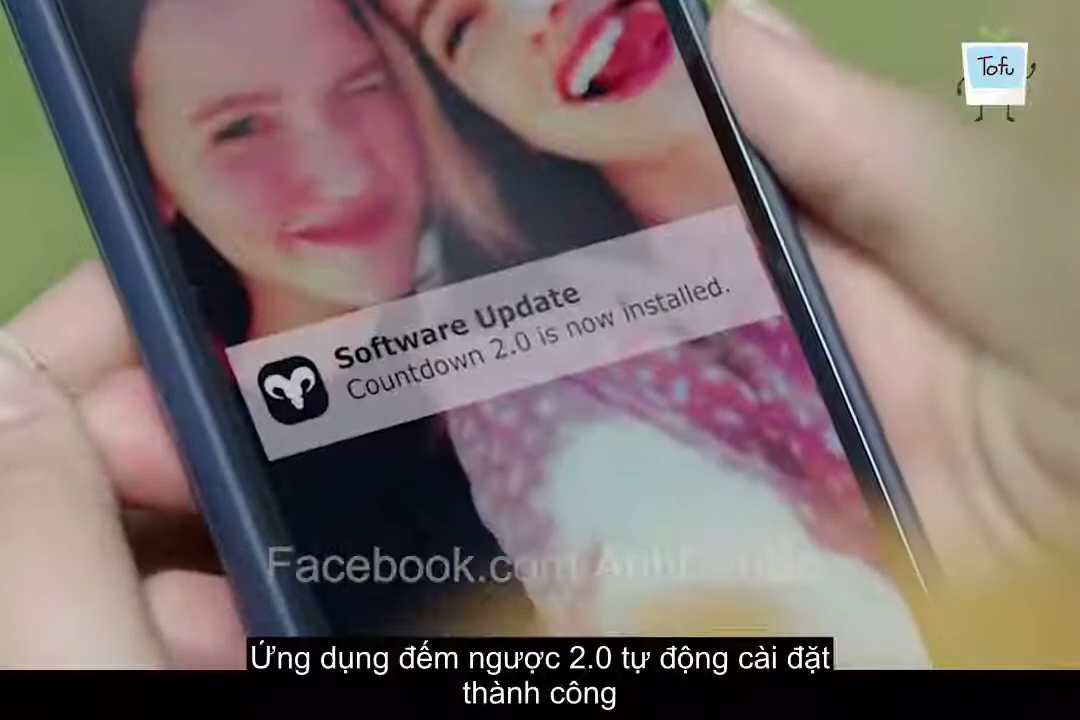 Tofu
Software Update
Countdown 2.0 is now installed.
Facebook.com
Ứng dụng đếm ngược 2.0 tự động cài đặt
thành công